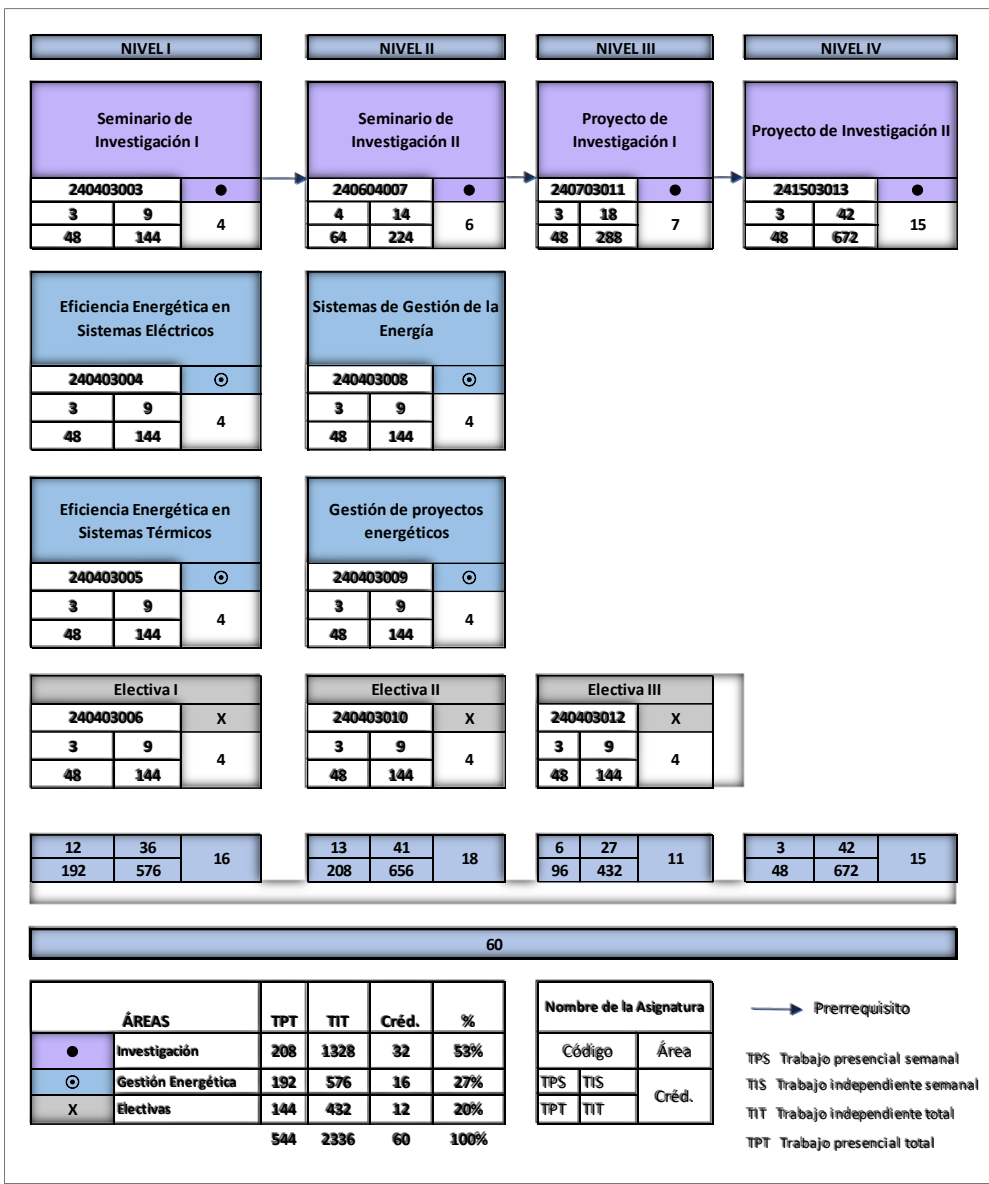 NIVEL I
NIVEL II
NIVEL III
NIVEL IV
Seminario de
Investigación I
240403003 ●
3 9
4
48 144
Seminario de
Investigación II
240604007 ●
4 14
6
64 224
Proyecto de
Investigación I
240703011 ●
3 18
7
48 288
Proyecto de Investigación II
241503013 ●
3 42
15
48 672
Eficiencia Energética en
Sistemas Eléctricos
240403004 ⊙
3 9
4
48 144
Sistemas de Gestión de la
Energía
240403008 ⊙
3 9
4
48 144
Eficiencia Energética en
Sistemas Térmicos
240403005 ⊙
3 9
4
48 144
Gestión de proyectos
energéticos
240403009 ⊙
3 9
4
48 144
Electiva I
240403006 X
3 9
4
48 144
Electiva II
240403010 X
3 9
4
48 144
Electiva III
240403012 X
3 9
4
48 144
12 36
16
192 576
13 41
18
208 656
6 27
11
96 432
3 42
15
48 672
60
ÁREAS TPT TIT Créd. %
● Investigación 208 1328 32 53%
⊙ Gestión Energética 192 576 16 27%
X Electivas 144 432 12 20%
544 2336 60 100%
Nombre de la Asignatura
Código Área
TPS TIS
Créd.
TPT TIT
Prerrequisito
TPS Trabajo presencial semanal
TIS Trabajo independiente semanal
TIT Trabajo independiente total
TPT Trabajo presencial total